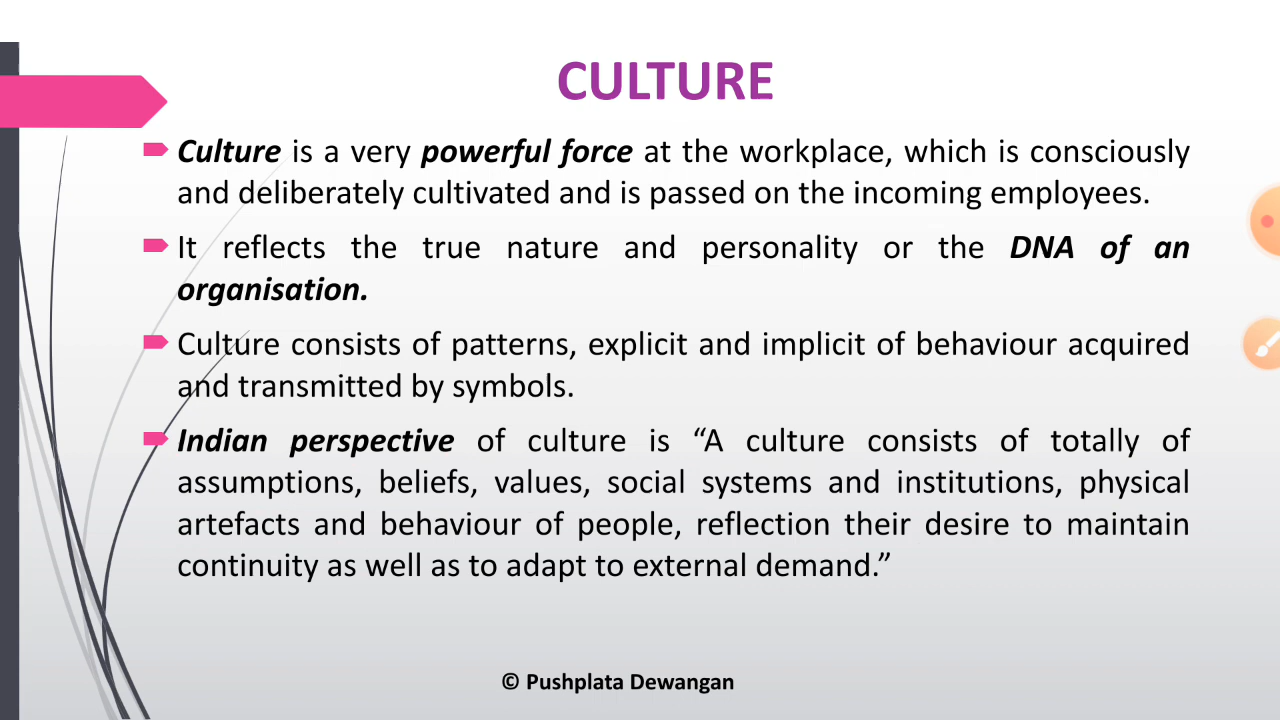 CULTURE
Culture is a very powerful force at the workplace, which is consciously
and deliberately cultivated and is passed on the incoming employees.
It reflects the true nature and personality or the DNA of an
organisation.
Culture consists of patterns, explicit and implicit of behaviour acquired
and transmitted by symbols.
Indian perspective of culture is “A culture consists of totally of
assumptions, beliefs, values, social systems and institutions, physical
artefacts and behaviour of people, reflection their desire to maintain
continuity as well as to adapt to external demand.”
© Pushplata Dewangan